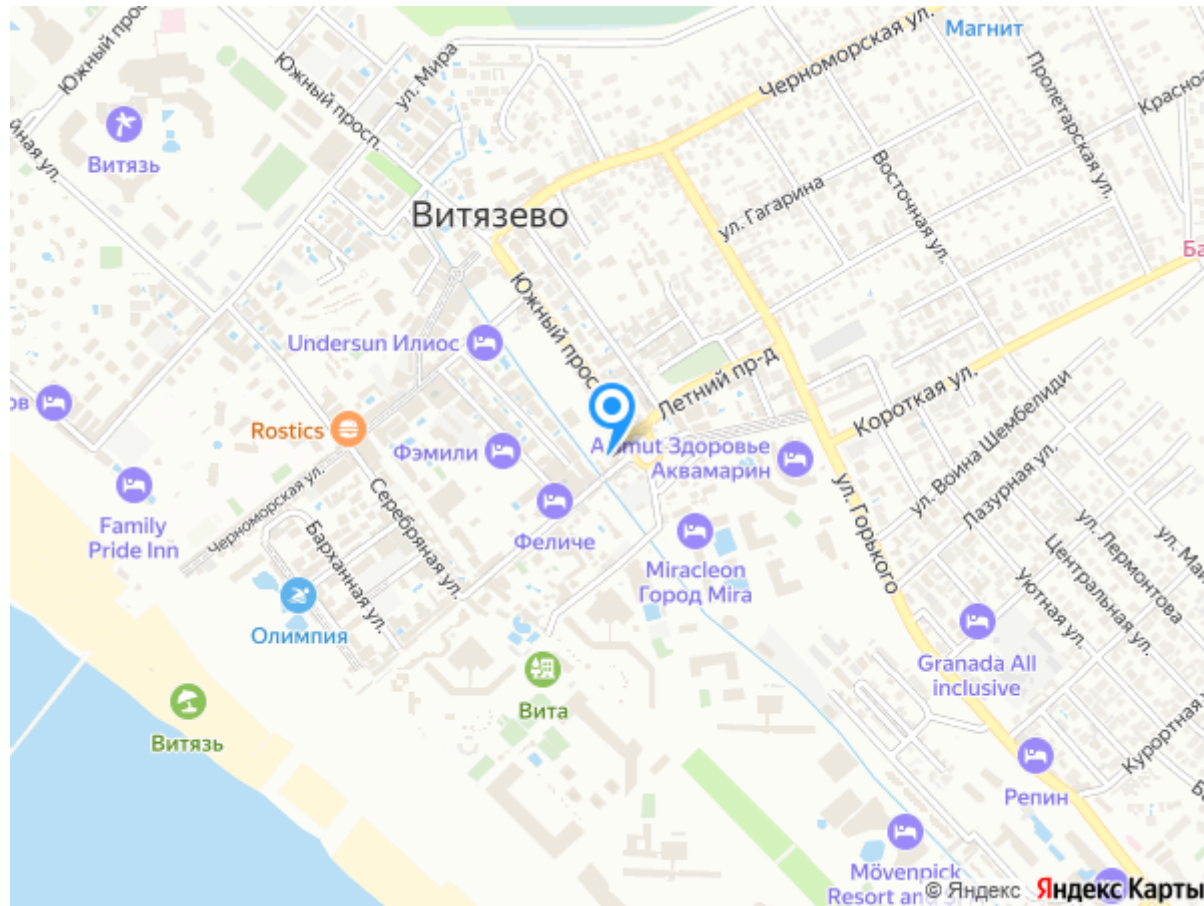 Южный просп.
ул. Мира
Черноморская ул.
Магнит
Южный просп.
Пролетарская ул.
Витязь
Восточная ул.
ул. Гагарина
Витязево
Южный прос
Undersun Илиос
Летний пр-д
Короткая ул.
Rostics
Фэмили
Здоровье
Аквамарин
ул. Воина Шембелиди
Лазурная ул.
Черноморская ул.
Серебряная ул.
Family
Pride Inn
Феличе
ул. Горького
Miracleon
Город Mira
Центральная ул.
ул. Лермонтова
Уютная ул.
Барханная ул.
Олимпия
Granada All
inclusive
Вита
Витязь
Курортная
Репин
Mövenpick
Resort and
© Яндекс Яндекс Карты